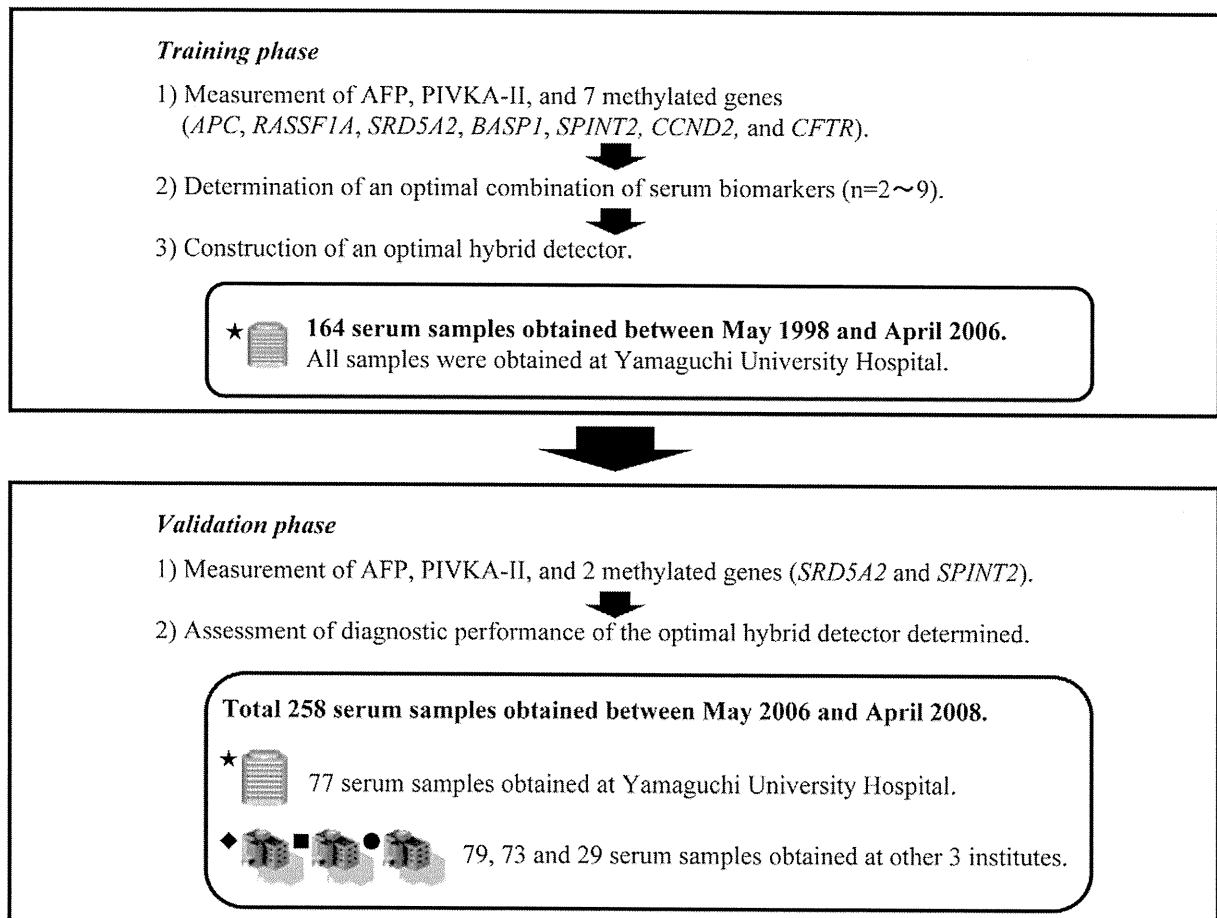 Training phase
1) Measurement of AFP, PIVKA-II, and 7 methylated genes
(APC, RASSF1A, SRD5A2, BASP1, SPINT2, CCND2, and CFTR).
2) Determination of an optimal combination of serum biomarkers (n=2〜9).
3) Construction of an optimal hybrid detector.
★ 164 serum samples obtained between May 1998 and April 2006.
All samples were obtained at Yamaguchi University Hospital.
Validation phase
1) Measurement of AFP, PIVKA-II, and 2 methylated genes (SRD5A2 and SPINT2).
2) Assessment of diagnostic performance of the optimal hybrid detector determined.
Total 258 serum samples obtained between May 2006 and April 2008.
★ 77 serum samples obtained at Yamaguchi University Hospital.
◆ ■ ● 79, 73 and 29 serum samples obtained at other 3 institutes.